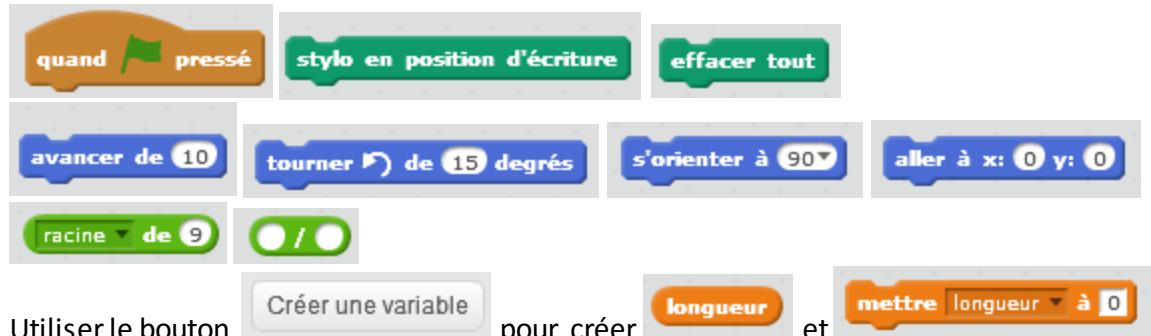 quand pressé stylo en position d'écriture effacer tout
avancer de 10 tourner de 15 degrés s'orienter à 90 aller à x: 0 y: 0
racine de 9 /
Utiliser le bouton Créer une variable pour créer longueur et mettre longueur à 0